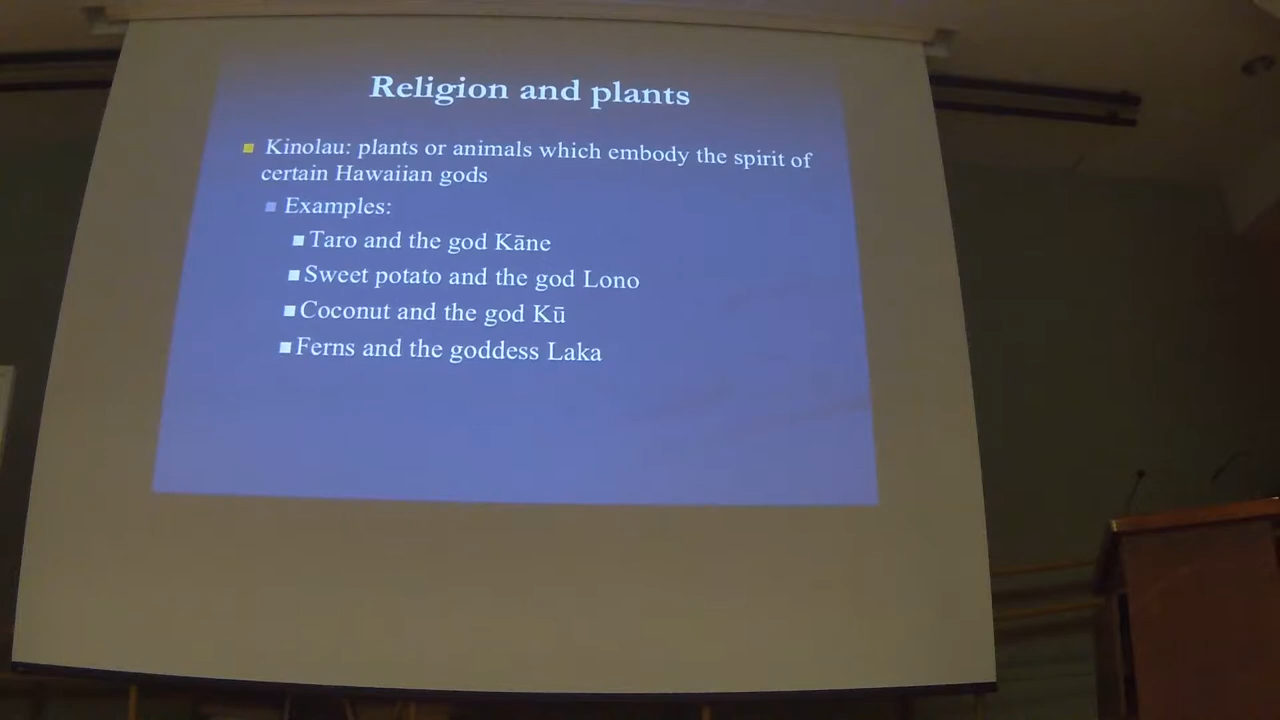 Religion and plants
Kinolau: plants or animals which embody the spirit of
certain Hawaiian gods
Examples:
Taro and the god Kāne
Sweet potato and the god Lono
Coconut and the god Kū
Ferns and the goddess Laka